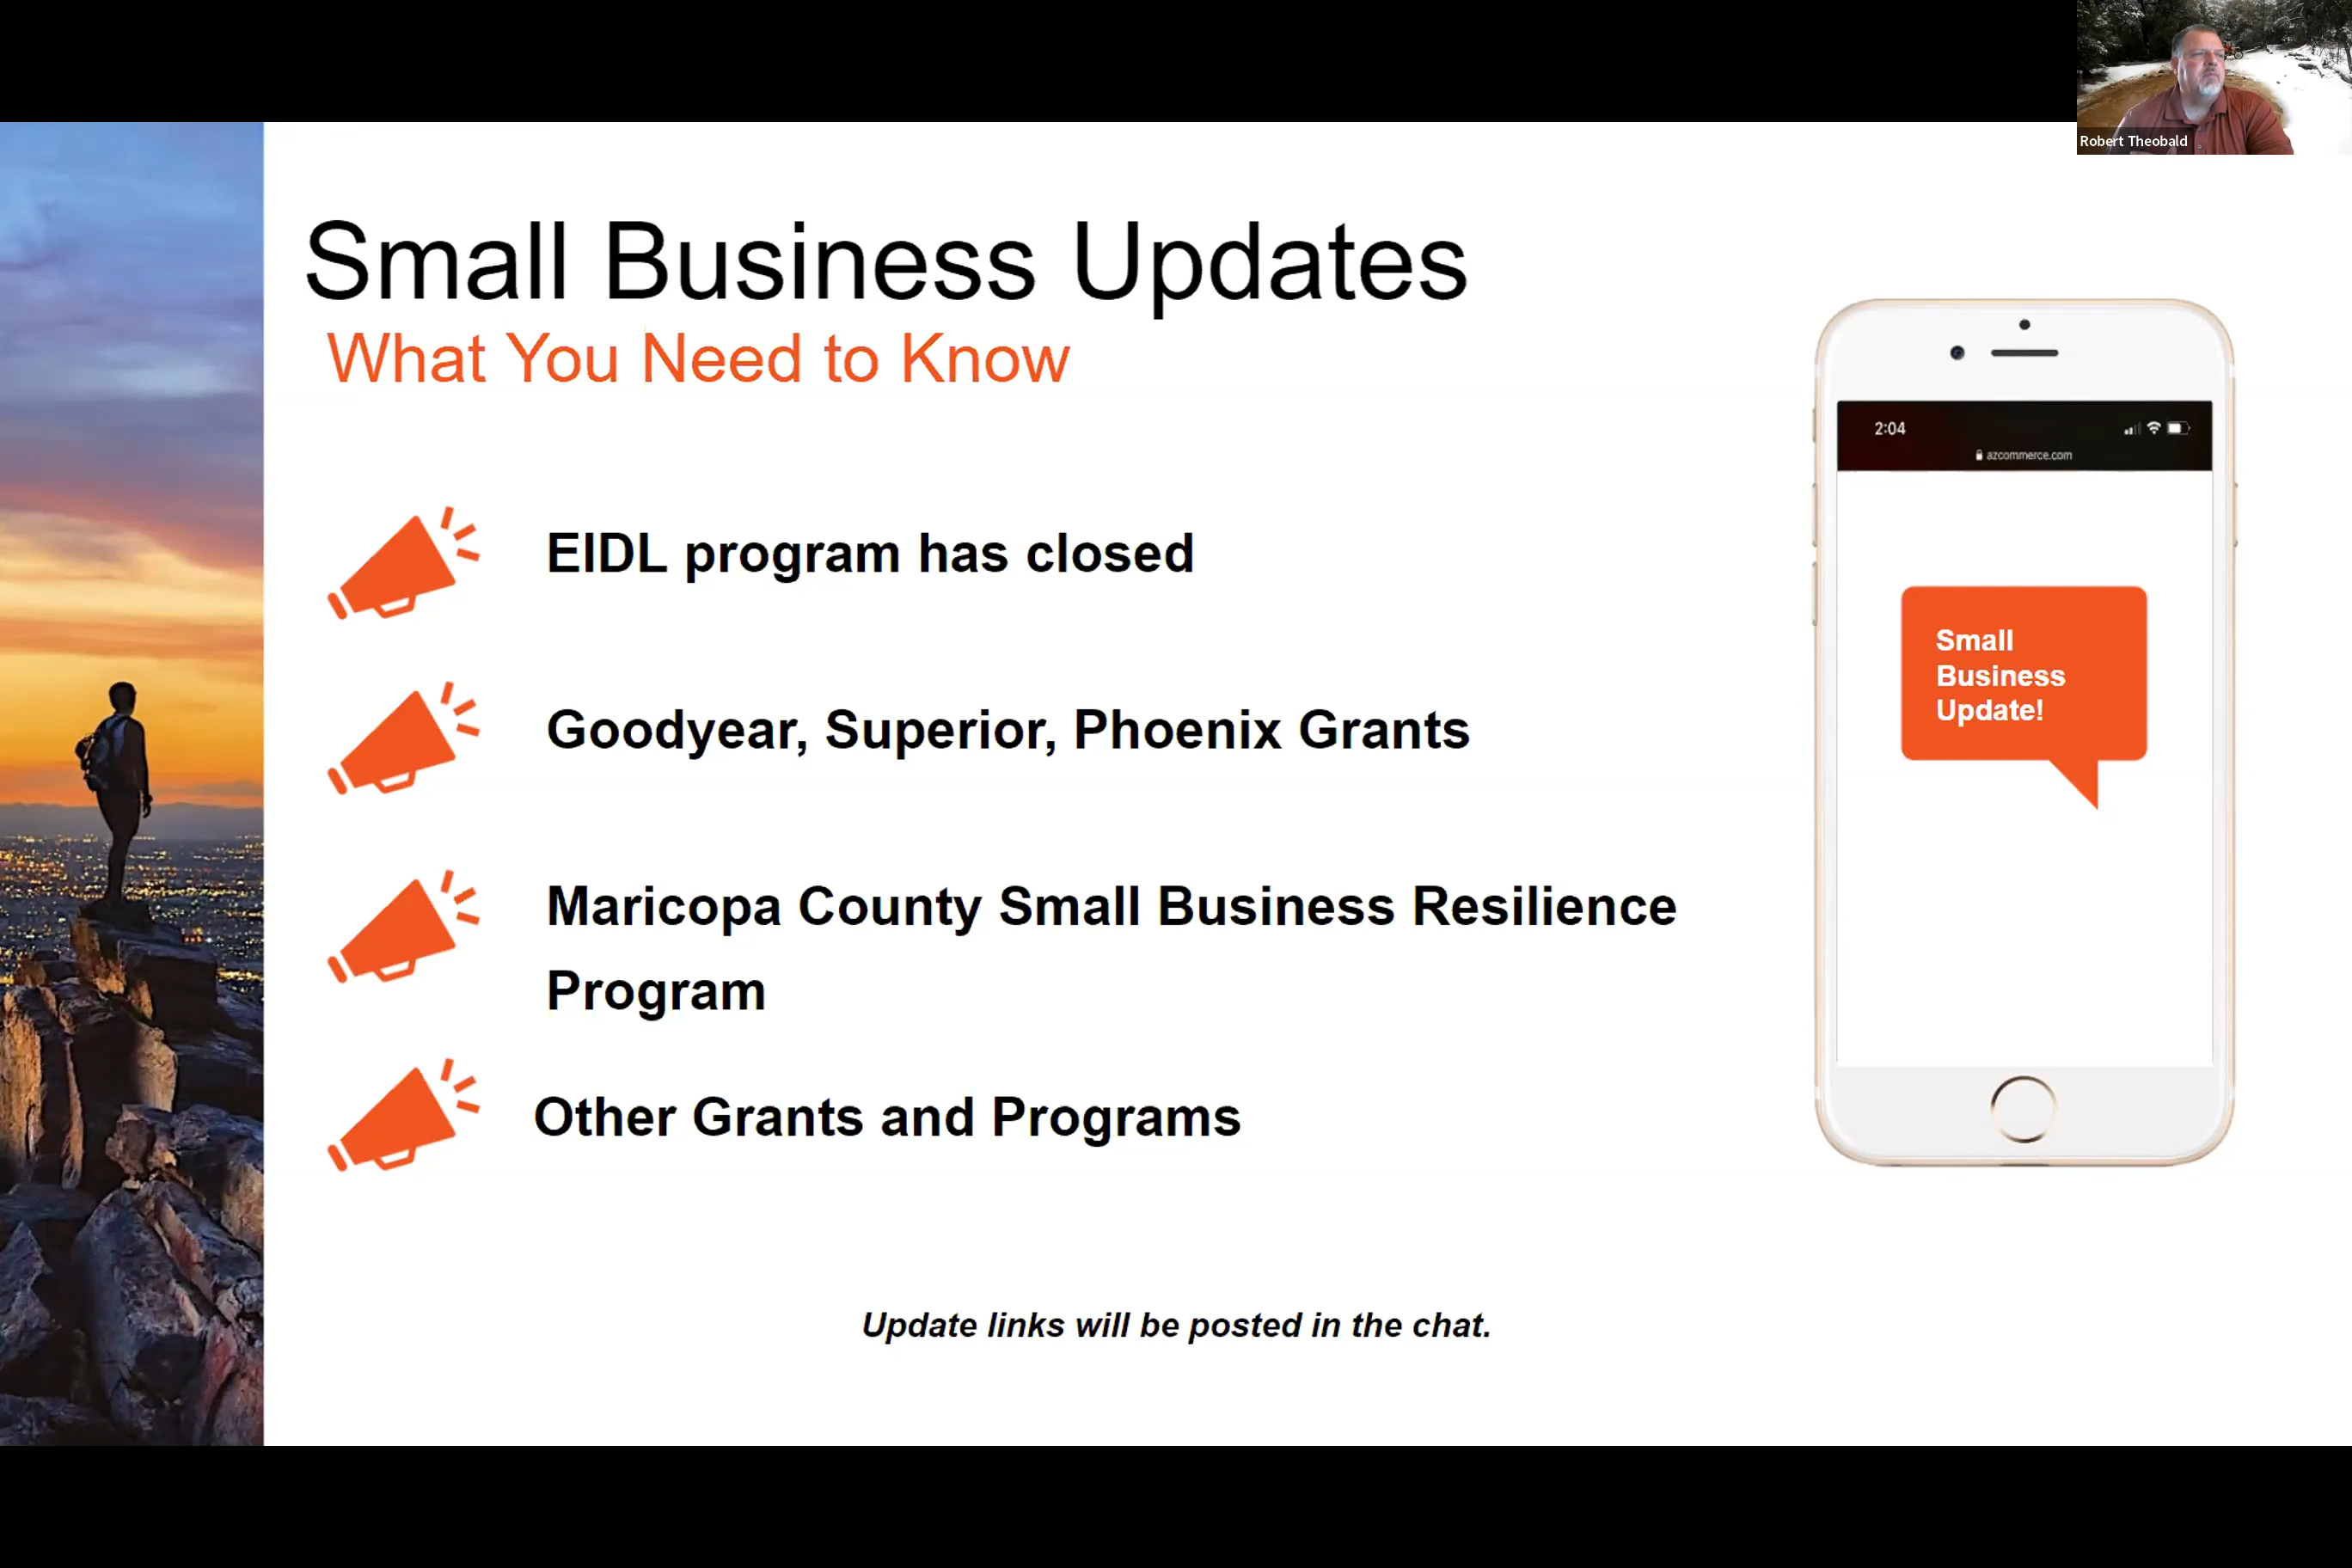 Robert Theobald
Small Business Updates
What You Need to Know
EIDL program has closed
Goodyear, Superior, Phoenix Grants
Maricopa County Small Business Resilience
Program
Other Grants and Programs
Update links will be posted in the chat.
2:04
azcommerce.com
Small
Business
Update!